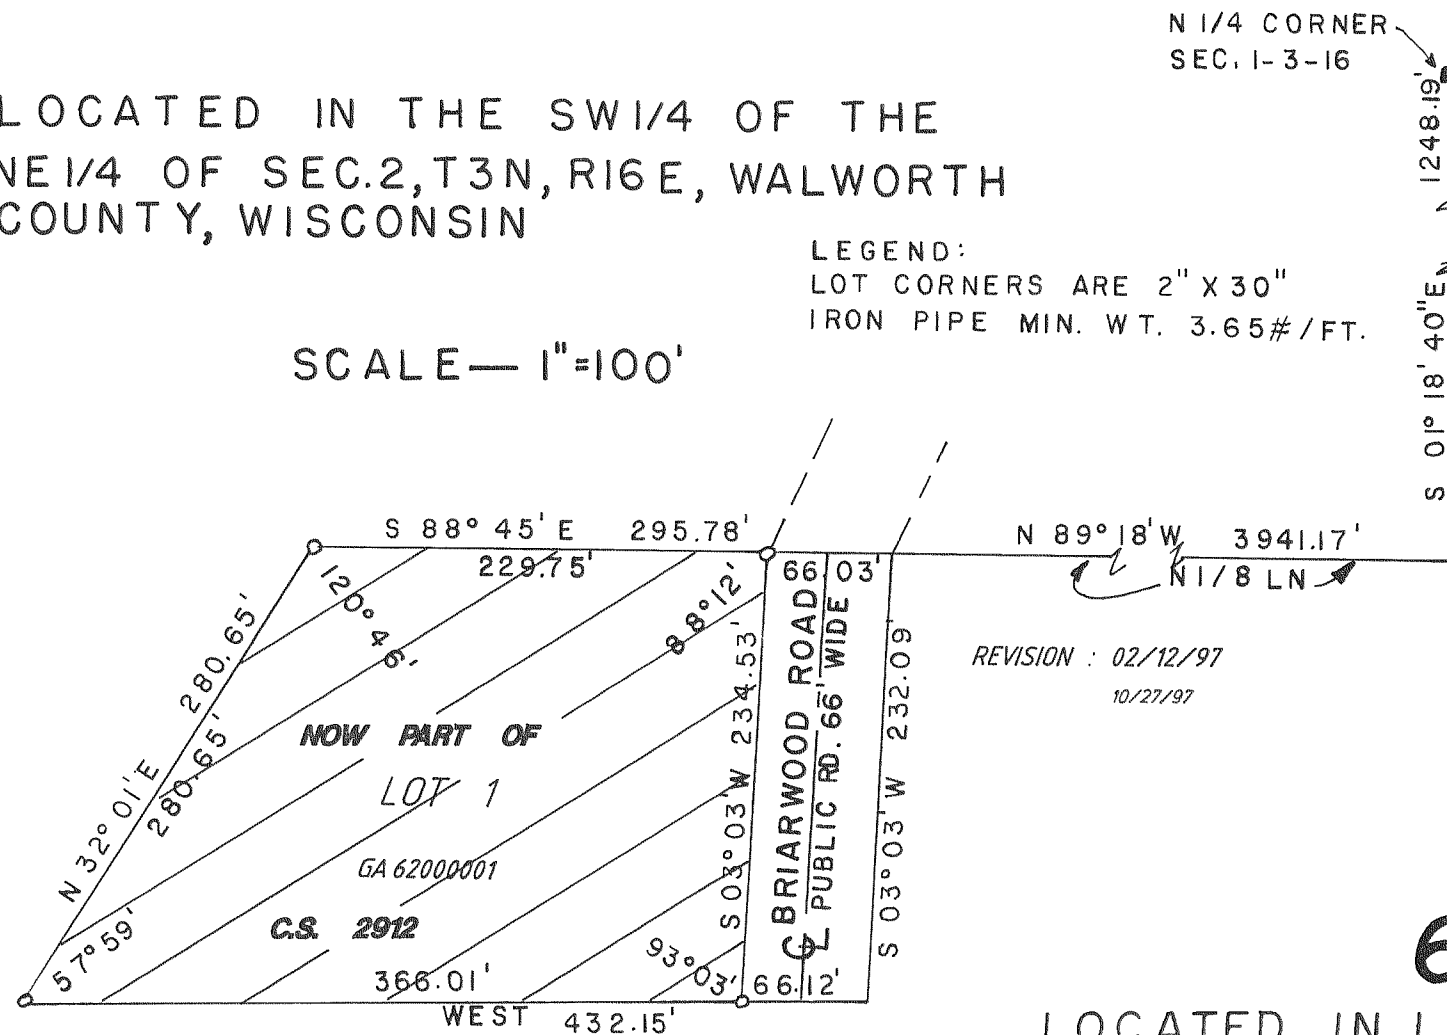 N 1/4 CORNER
SEC. 1-3-16
LOCATED IN THE SW1/4 OF THE
NE1/4 OF SEC.2, T3N, R16E, WALWORTH
COUNTY, WISCONSIN
1248.19'
S 01° 18' 40"E
LEGEND:
LOT CORNERS ARE 2" X 30"
IRON PIPE MIN. WT. 3.65#/FT.
SCALE— 1"=100'
S 88° 45' E 295.78'
229.75'
N 89° 18' W 3941.17'
N 1/8 LN
66.03'
120° 46'
88° 12'
280.65'
N 32° 01' E
280.65'
REVISION : 02/12/97
10/27/97
NOW PART OF
LOT 1
GA 62000001
C.S. 2912
S 03° 03' W 234.53'
BRIARWOOD ROAD
PUBLIC RD. 66' WIDE
S 03° 03' W 232.09'
57° 59'
93° 03'
366.01'
66.12'
WEST 432.15'
LOCATED IN